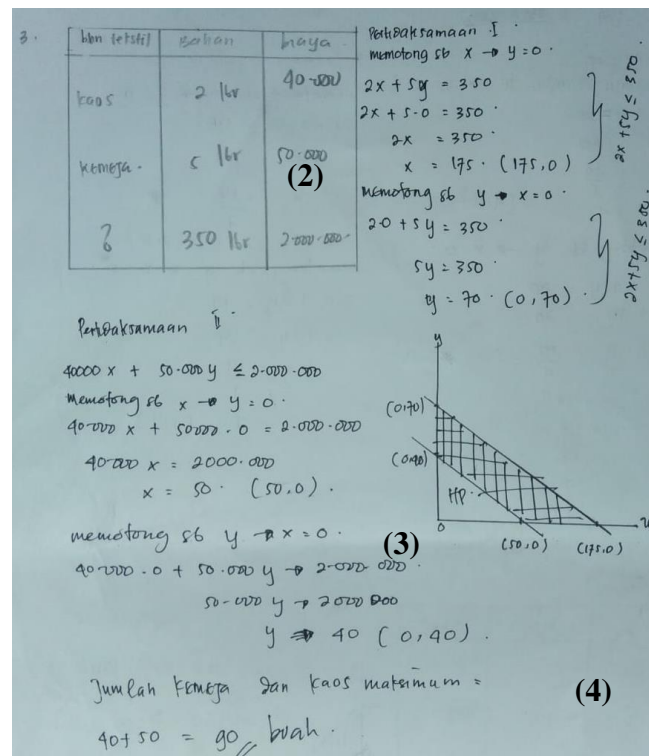 3.
bhn tekstil bahan biaya
kaos 2 lbr 40.000
kemeja. 5 lbr 50.000
(2)
? 350 lbr 2.000.000
Pertidaksamaan I.
memotong sb x → y = 0.
2x + 5y = 350
2x + 5.0 = 350.
2x = 350.
x = 175. (175,0)
2x + 5y ≤ 350.
memotong sb y → x = 0.
2.0 + 5y = 350
5y = 350
y = 70. (0,70).
2x + 5y ≤ 350.
Pertidaksamaan II.
40000 x + 50.000 y ≤ 2.000.000
memotong sb x → y = 0.
40.000 x + 50000.0 = 2.000.000
40.000 x = 2000.000
x = 50. (50,0).
memotong sb y → x = 0.
(3)
40.000.0 + 50.000 y → 2.000.000.
50.000 y → 2000 000
y → 40 (0,40).
y
(0,70)
(0,40)
HP.
0
(50,0) (175,0)
Jumlah kemeja dan kaos maksimum =
(4)
40 + 50 = 90 buah.